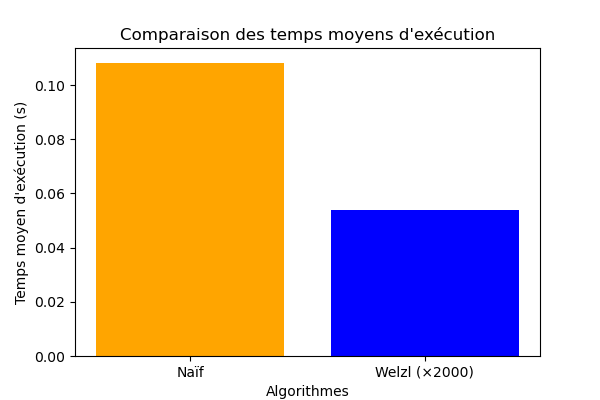 Comparaison des temps moyens d'exécution
Temps moyen d'exécution (s)
0.10
0.08
0.06
0.04
0.02
0.00
Naïf
Welzl (×2000)
Algorithmes